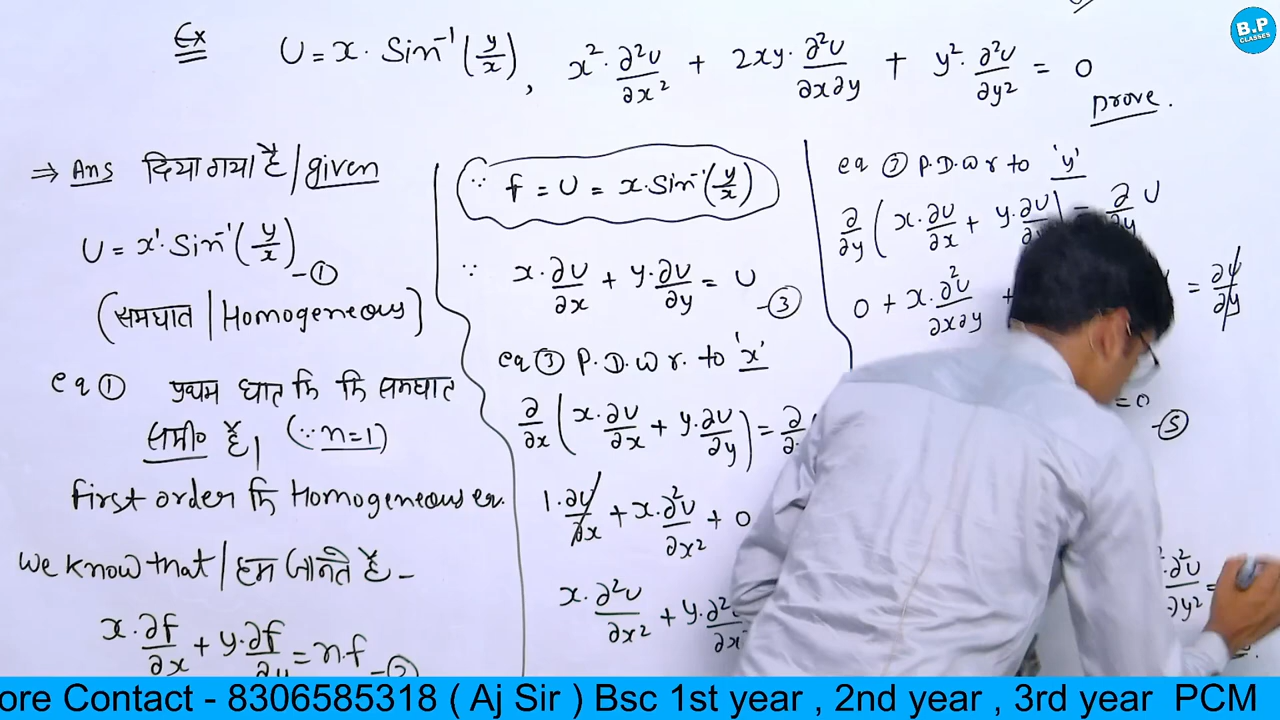 B.P
CLASSES
Ex U = x · Sin⁻¹(y/x) , x² · ∂²U/∂x² + 2xy · ∂²U/∂x∂y + y² · ∂²U/∂y² = 0
Prove .
⇒ Ans दिया गया है / given
U = x¹ · Sin⁻¹(y/x) –①
(समघात / Homogeneous)
eq ① प्रथम घात कि कि समघात
समी० है। (∵ n=1)
First order कि Homogeneous eq.
We know that / हम जानते है –
x · ∂f/∂x + y · ∂f/∂y = n.f –②
∵ f = U = x · Sin⁻¹(y/x)
∵ x · ∂U/∂x + y · ∂U/∂y = U –③
eq ③ P. D. w r. to 'x'
∂/∂x (x · ∂U/∂x + y · ∂U/∂y) = ∂/∂
1 · ∂U/∂x + x · ∂²U/∂x² + 0
x · ∂²U/∂x² + y · ∂²
eq ③ P.D.w r to 'y'
∂/∂y (x · ∂U/∂x + y · ∂U/∂y) = ∂/∂y U
0 + x · ∂²U/∂x∂y + = ∂U/∂y
= 0 –⑤
· ∂²U/∂y² =
ore Contact - 8306585318 ( Aj Sir ) Bsc 1st year , 2nd year , 3rd year PCM